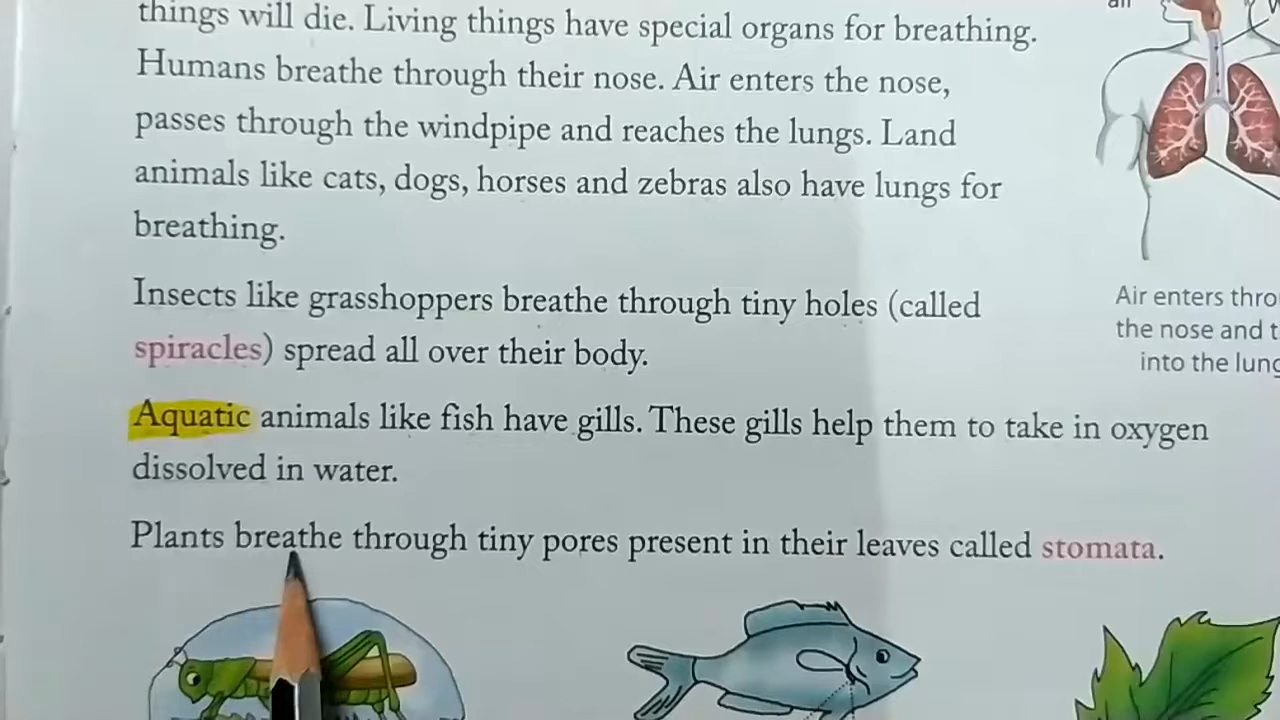 things will die. Living things have special organs for breathing.
Humans breathe through their nose. Air enters the nose,
passes through the windpipe and reaches the lungs. Land
animals like cats, dogs, horses and zebras also have lungs for
breathing.
Insects like grasshoppers breathe through tiny holes (called
spiracles) spread all over their body.
Aquatic animals like fish have gills. These gills help them to take in oxygen
dissolved in water.
Plants breathe through tiny pores present in their leaves called stomata.
Air enters
the nose and
into the